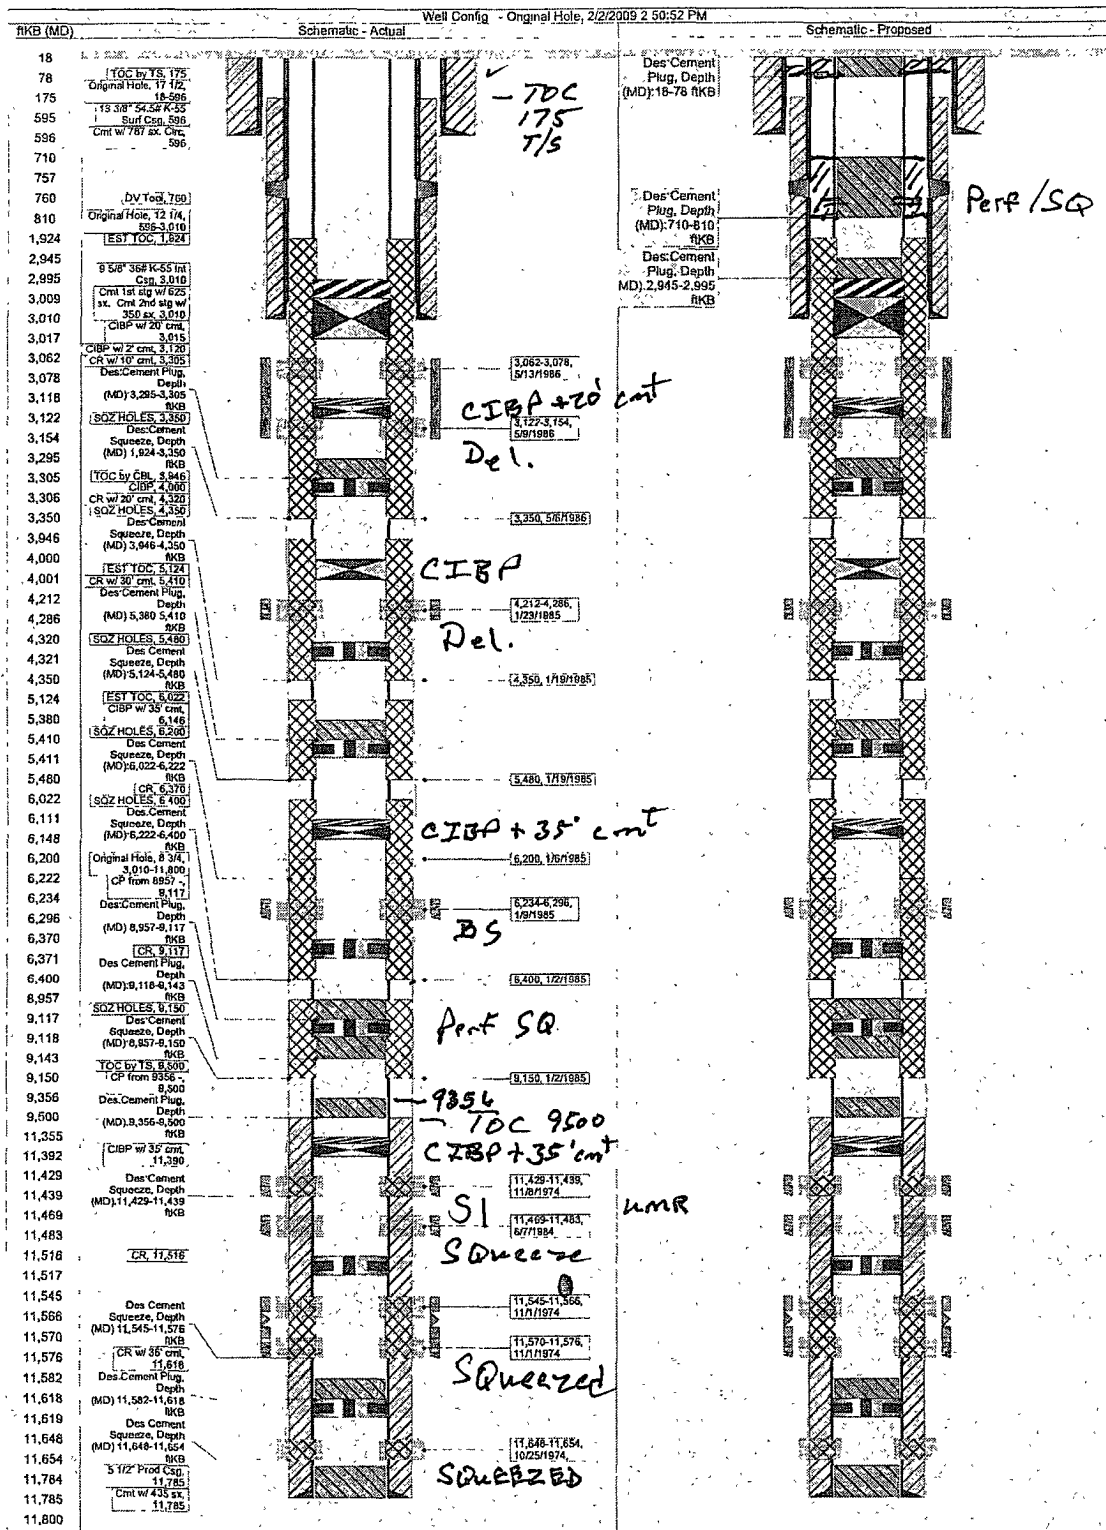 Well Config - Original Hole, 2/2/2009 2 50:52 PM
ftKB (MD)
Schematic - Actual
Schematic - Proposed
18
78
175
595
596
710
757
760
810
1,924
2,945
2,995
3,009
3,010
3,017
3,062
3,078
3,118
3,122
3,154
3,295
3,305
3,306
3,350
3,946
4,000
4,001
4,212
4,286
4,320
4,321
4,350
5,124
5,380
5,410
5,411
5,480
6,022
6,111
6,148
6,200
6,222
6,234
6,296
6,370
6,371
6,400
8,957
9,117
9,118
9,143
9,150
9,356
9,500
11,355
11,392
11,429
11,439
11,469
11,483
11,516
11,517
11,545
11,566
11,570
11,576
11,582
11,618
11,619
11,648
11,654
11,784
11,785
11,800
TOC by TS, 175
Original Hole, 17 1/2,
18-596
13 3/8" 54.5# K-55
Surf Csg, 596
Cmt w/ 787 sx. Circ,
596
DV Tool, 760
Original Hole, 12 1/4,
596-3,010
EST TOC, 1,924
9 5/8" 36# K-55 Int
Csg, 3,010
Cmt 1st stg w/ 625
sx. Cmt 2nd stg w/
350 sx, 3,010
CIBP w/ 20' cmt,
3,015
CIBP w/ 2' cmt, 3,120
CR w/ 10' cmt, 3,305
Des:Cement Plug,
Depth
(MD):3,295-3,305
ftKB
SQZ HOLES, 3,350
Des:Cement
Squeeze, Depth
(MD) 1,924-3,350
ftKB
TOC by CBL, 3,946
CIBP, 4,000
CR w/ 20' cmt, 4,320
SQZ HOLES, 4,350
Des:Cement
Squeeze, Depth
(MD) 3,946-4,350
ftKB
EST TOC, 5,124
CR w/ 30' cmt, 5,410
Des:Cement Plug,
Depth
(MD) 5,380 5,410
ftKB
SQZ HOLES, 5,480
Des Cement
Squeeze, Depth
(MD):5,124-5,480
ftKB
EST TOC, 6,022
CIBP w/ 35' cmt,
6,146
SQZ HOLES, 6,200
Des Cement
Squeeze, Depth
(MD):6,022-6,222
ftKB
CR, 6,370
SQZ HOLES, 6 400
Des:Cement
Squeeze, Depth
(MD):6,222-6,400
ftKB
Original Hole, 8 3/4,
3,010-11,800
CP from 8957 -,
9,117
Des:Cement Plug,
Depth
(MD) 8,957-9,117
ftKB
CR, 9,117
Des Cement Plug,
Depth
(MD):9,118-9,143
ftKB
SQZ HOLES, 9,150
Des:Cement
Squeeze, Depth
(MD):8,957-9,150
ftKB
TOC by TS, 9,500
CP from 9356 -,
9,500
Des:Cement Plug,
Depth
(MD).9,356-9,500
ftKB
CIBP w/ 35' cmt,
11,390
Des:Cement
Squeeze, Depth
(MD):11,429-11,439
ftKB
CR, 11,516
Des Cement
Squeeze, Depth
(MD) 11,545-11,576
ftKB
CR w/ 36' cmt,
11,618
Des:Cement Plug,
Depth
(MD) 11,582-11,618
ftKB
Des Cement
Squeeze, Depth
(MD) 11,648-11,654
ftKB
5 1/2" Prod Csg,
11,785
Cmt w/ 435 sx,
11,785
- TOC
175
T/S
3,062-3,078,
5/13/1986
CIBP +20' cmt
3,122-3,154,
5/9/1986
Del.
3,350, 5/6/1986
CIBP
4,212-4,286,
1/23/1985
Del.
4,350, 1/19/1985
5,480, 1/19/1985
CIBP + 35' cmt
6,200, 1/6/1985
6,234-6,296,
1/9/1985
BS
6,400, 1/2/1985
Perf SQ
9,150, 1/2/1985
- 9356
- TOC 9500
CIBP + 35' cmt
11,429-11,439,
11/8/1974
SI
11,469-11,483,
6/7/1984
UMR
SQueeze
11,545-11,566,
11/1/1974
11,570-11,576,
11/1/1974
SQueezed
11,648-11,654,
10/25/1974
SQUEEZED
Des:Cement
Plug, Depth
(MD):18-78 ftKB
Des:Cement
Plug, Depth
(MD):710-810
ftKB
Perf/SQ
Des:Cement
Plug, Depth
MD).2,945-2,995
ftKB